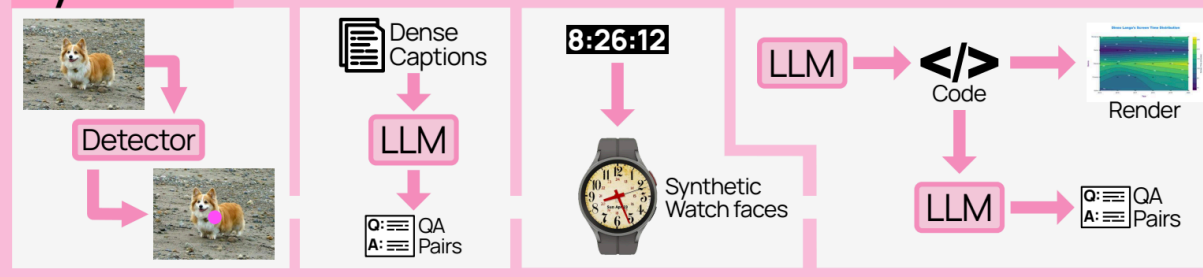 Detector
Dense
Captions
LLM
Q:
A:
QA
Pairs
8:26:12
Synthetic
Watch faces
LLM
</>
Code
Render
LLM
Q:
A:
QA
Pairs